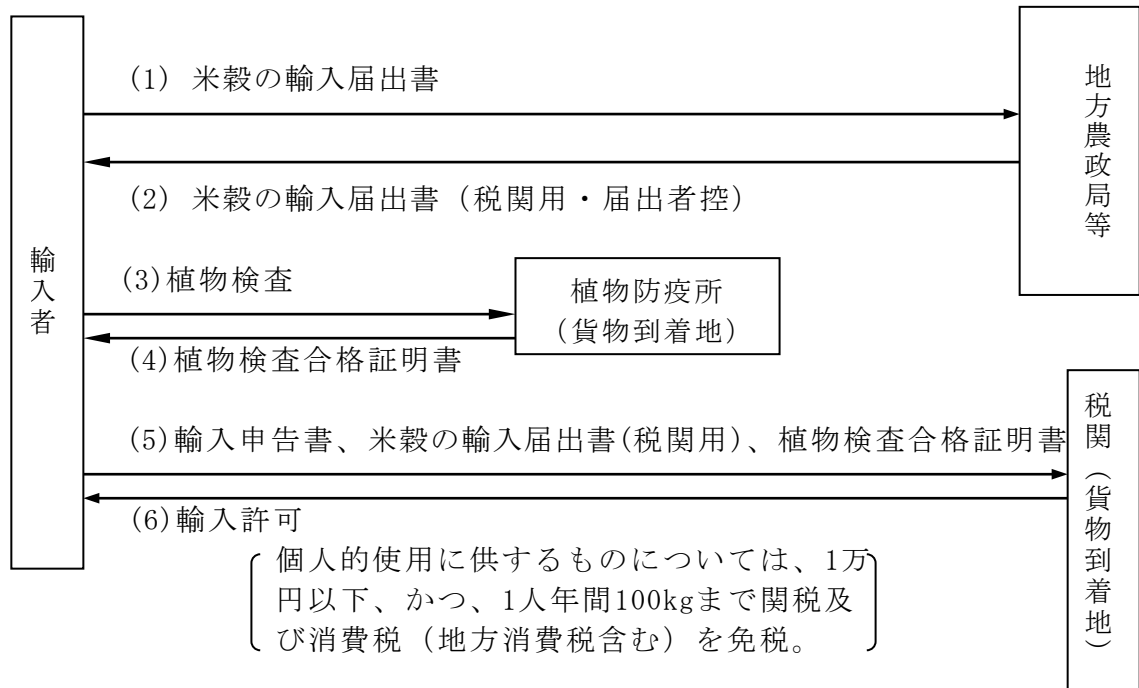 (1) 米穀の輸入届出書
地方農政局等
(2) 米穀の輸入届出書（税関用・届出者控）
輸入者
(3)植物検査
植物防疫所
（貨物到着地）
(4)植物検査合格証明書
(5)輸入申告書、米穀の輸入届出書(税関用)、植物検査合格証明書
税関（貨物到着地）
(6)輸入許可
個人的使用に供するものについては、1万
円以下、かつ、1人年間100kgまで関税及
び消費税（地方消費税含む）を免税。